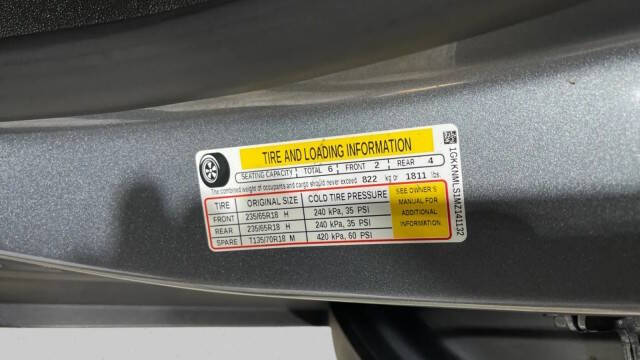 TIRE AND LOADING INFORMATION
SEATING CAPACITY TOTAL 6 FRONT 2 REAR 4
The combined weight of occupants and cargo should never exceed 822 kg or 1811 lbs.
TIRE ORIGINAL SIZE COLD TIRE PRESSURE
FRONT 235/65R18 H 240 kPa, 35 PSI
REAR 235/65R18 H 240 kPa, 35 PSI
SPARE T135/70R18 M 420 kPa, 60 PSI
SEE OWNER'S
MANUAL FOR
ADDITIONAL
INFORMATION
1GKKNMLS1MZ141132